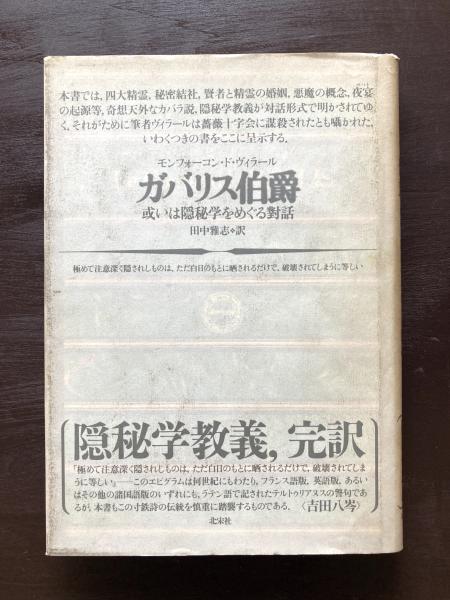 本書では,四大精霊,秘密結社,賢者と精霊の婚姻,悪魔の概念,夜宴
の起源等,奇想天外なカバラ説,隠秘学教義が対話形式で明かされてゆ
く.それがために筆者ヴィラールは薔薇十字会に謀殺されたとも囁かれた,
いわくつきの書をここに呈示する.
モンフォーコン・ド・ヴィラール
ガバリス伯爵
或いは隠秘学をめぐる對話
田中雅志・訳
極めて注意深く隠されしものは,ただ白日のもとに晒されるだけで,破壊されてしまうに等しい
隠秘学教義,完訳
「極めて注意深く隠されしものは,ただ白日のもとに晒されるだけで,破壊されてしま
うに等しい」——このエピグラムは何世紀にもわたり,フランス語版,英語版,あるい
はその他の諸国語版のいずれにも,ラテン語で記されたテルトゥリアヌスの警句であ
るが,本書もこの寸鉄詩の伝統を慎重に踏襲するものである.〈吉田八岑〉
北宋社